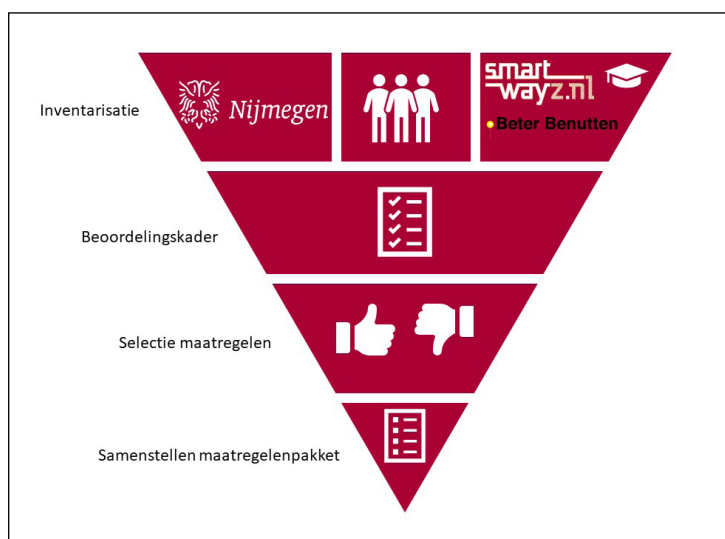 Inventarisatie
Nijmegen
smart
wayz.nl
Beter Benutten
Beoordelingskader
Selectie maatregelen
Samenstellen maatregelenpakket